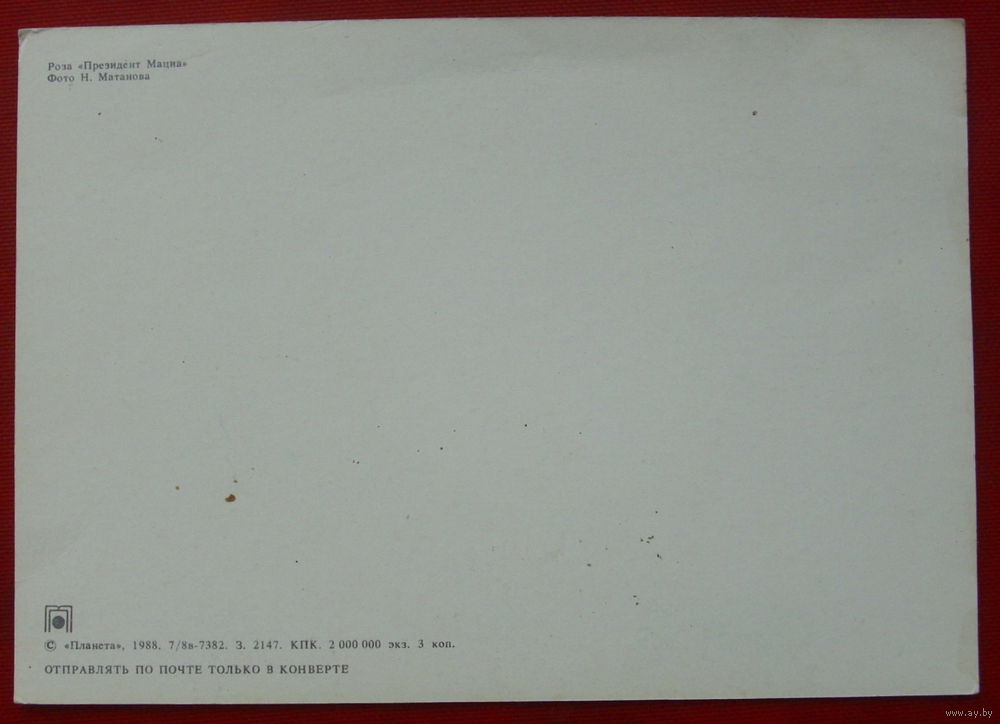 Роза «Президент Мациа»
Фото Н. Матанова
© «Планета», 1988. 7/8в-7382. З. 2147. КПК. 2 000 000 экз. 3 коп.
ОТПРАВЛЯТЬ ПО ПОЧТЕ ТОЛЬКО В КОНВЕРТЕ
www.ay.by